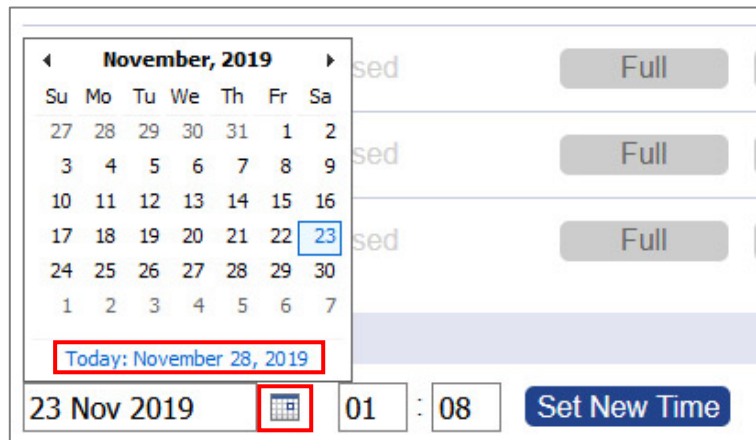 November, 2019
Su Mo Tu We Th Fr Sa
27 28 29 30 31 1 2
3 4 5 6 7 8 9
10 11 12 13 14 15 16
17 18 19 20 21 22 23
24 25 26 27 28 29 30
1 2 3 4 5 6 7
Today: November 28, 2019
sed Full
sed Full
sed Full
23 Nov 2019 01 : 08 Set New Time